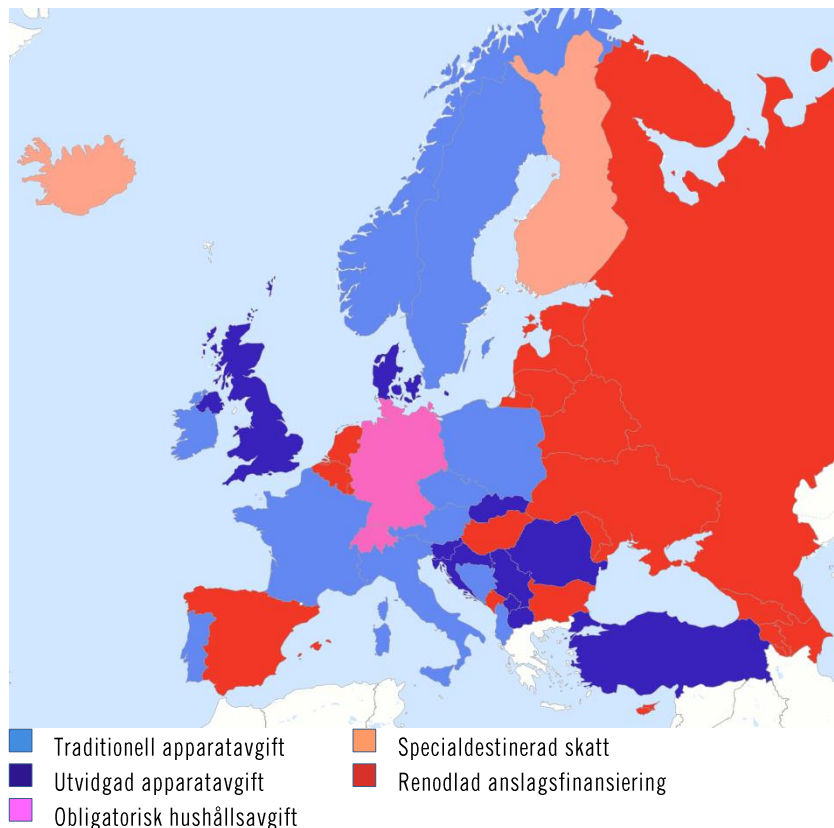 Traditionell apparatavgift
Utvidgad apparatavgift
Obligatorisk hushållsavgift
Specialdestinerad skatt
Renodlad anslagsfinansiering